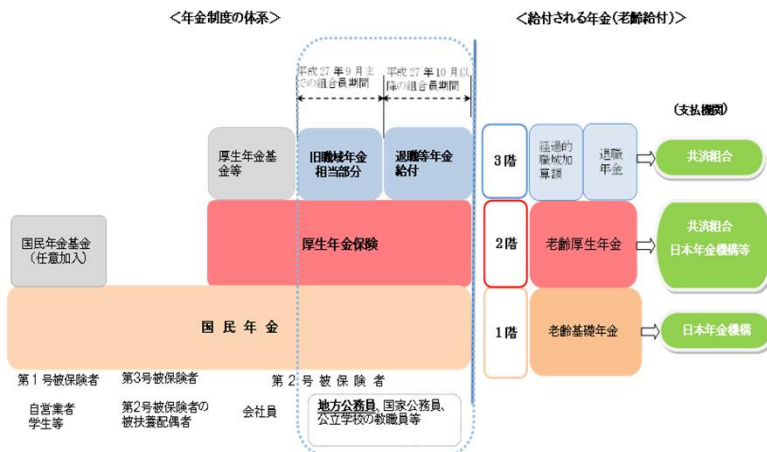 ＜年金制度の体系＞
＜給付される年金（老齢給付）＞
平成27年9月ま
での組合員期間
平成27年10月以
降の組合員期間
（支払機関）
厚生年金基
金等
旧職域年金
相当部分
退職等年金
給付
3階
経過的
職域加
算額
退職
年金
共済組合
国民年金基金
（任意加入）
厚生年金保険
2階
老齢厚生年金
共済組合
日本年金機構等
国民年金
1階
老齢基礎年金
日本年金機構
第1号被保険者
第3号被保険者
第2号被保険者
自営業者
学生等
第2号被保険者の
被扶養配偶者
会社員
地方公務員、国家公務員、
公立学校の教職員等